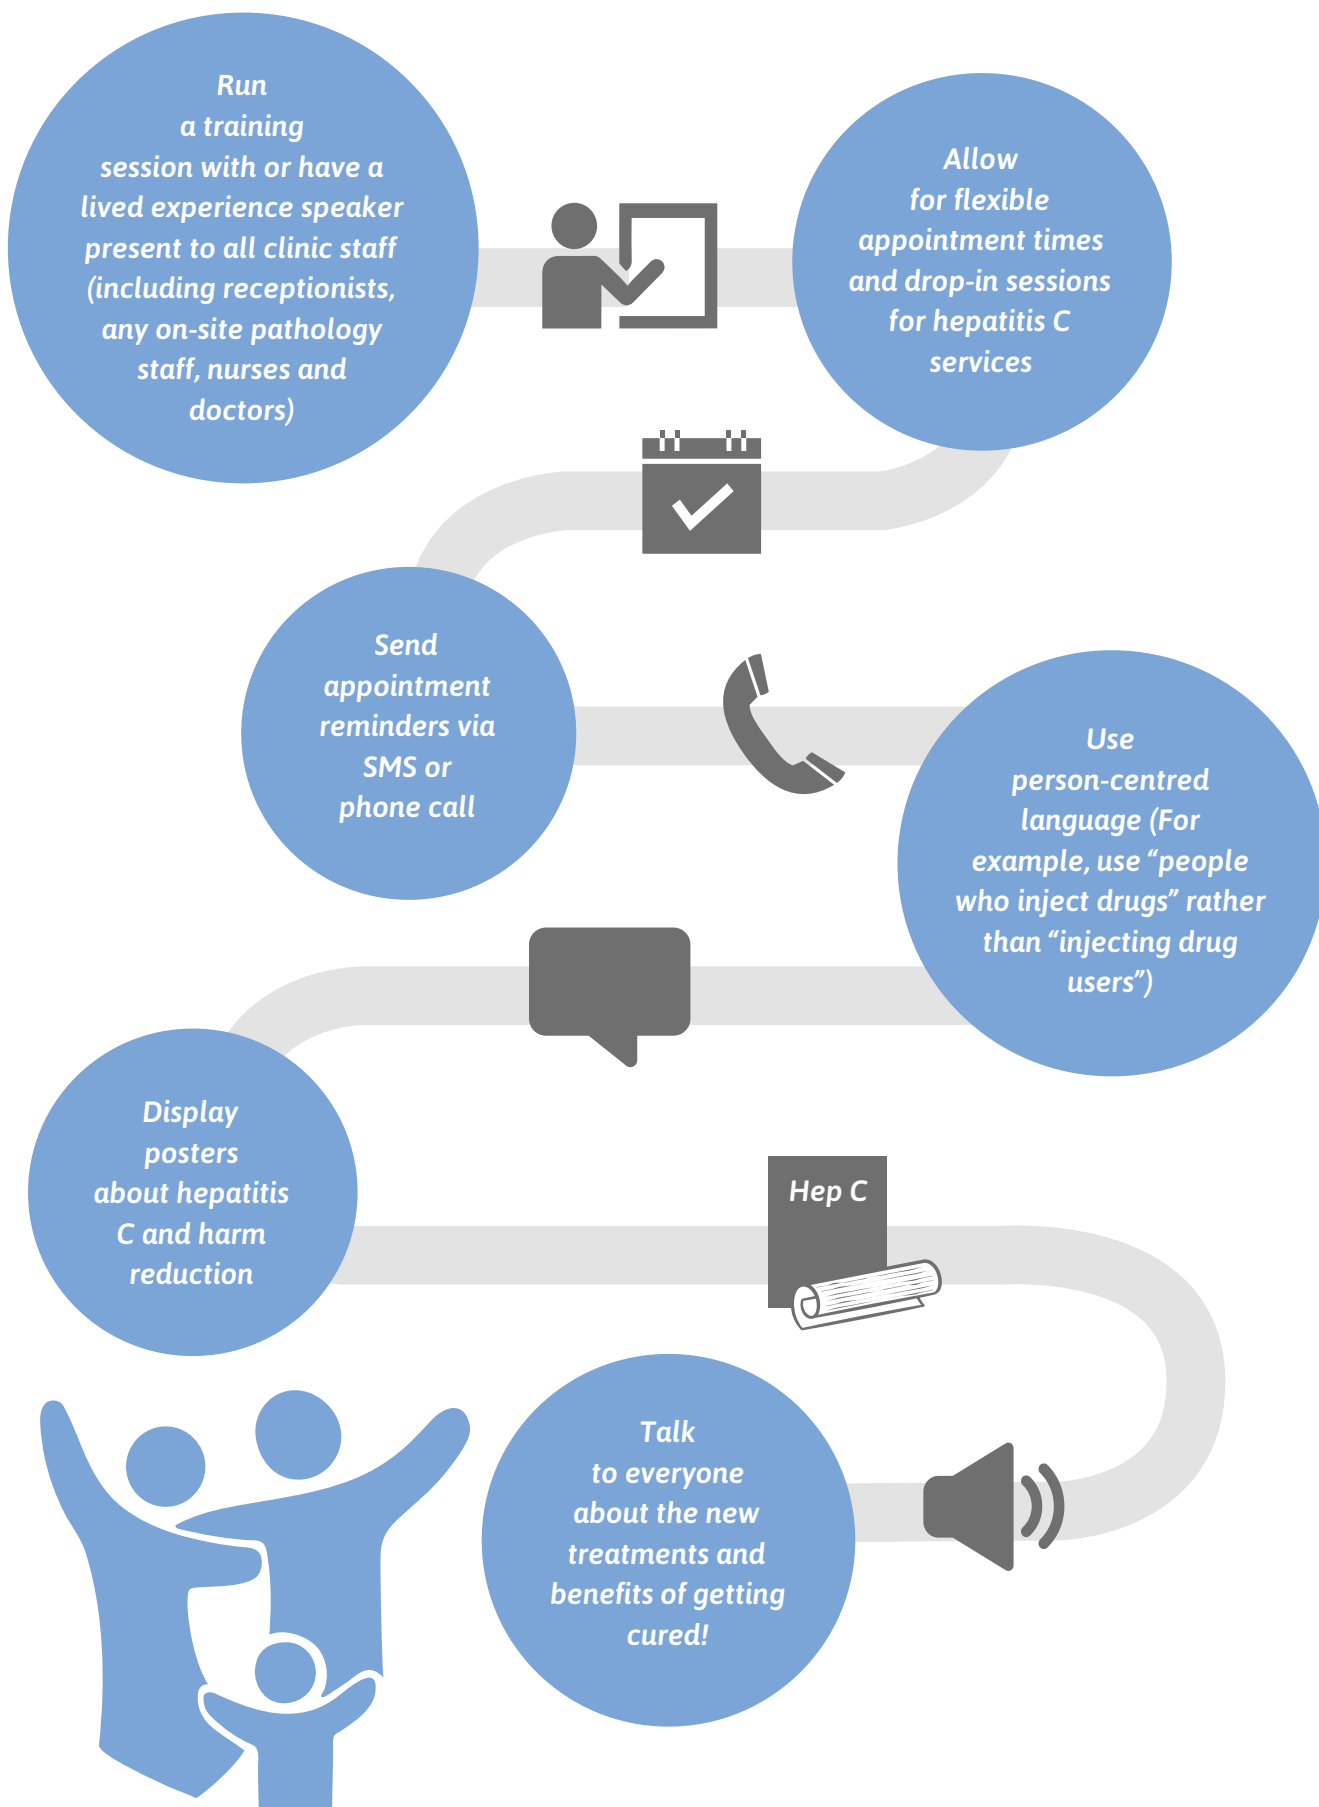 Run
a training
session with or have a
lived experience speaker
present to all clinic staff
(including receptionists,
any on-site pathology
staff, nurses and
doctors)
Allow
for flexible
appointment times
and drop-in sessions
for hepatitis C
services
Send
appointment
reminders via
SMS or
phone call
Use
person-centred
language (For
example, use “people
who inject drugs” rather
than “injecting drug
users”)
Display
posters
about hepatitis
C and harm
reduction
Hep C
Talk
to everyone
about the new
treatments and
benefits of getting
cured!